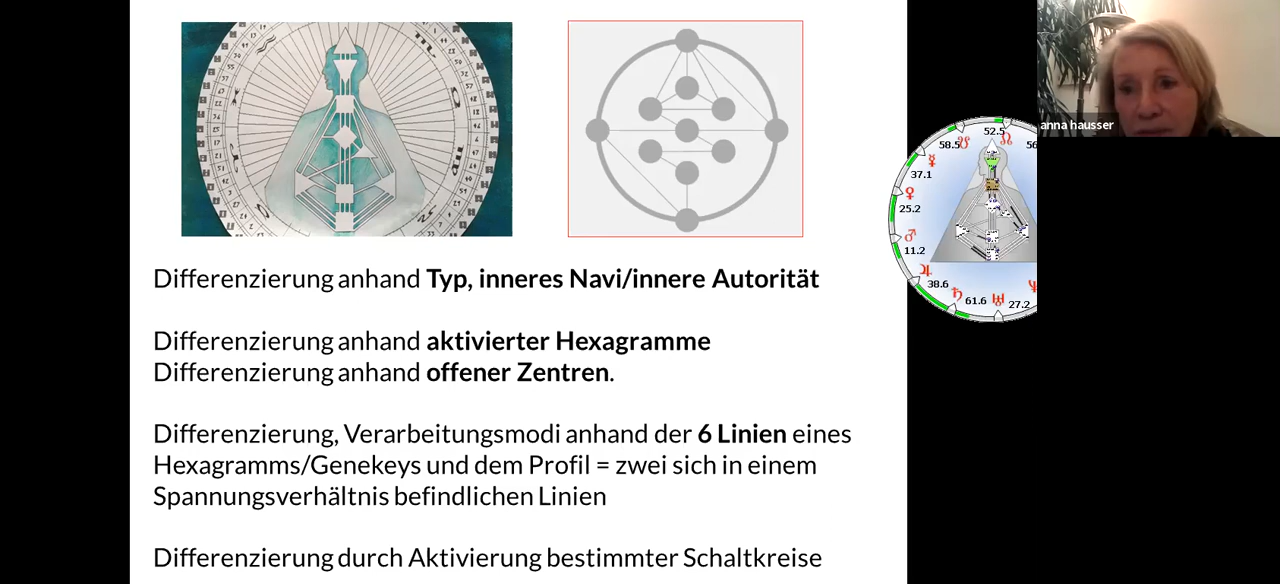 anna hausser
52.5
58.5
56
37.1
25.2
11.2
38.6
61.6
27.2
Differenzierung anhand Typ, inneres Navi/innere Autorität
Differenzierung anhand aktivierter Hexagramme
Differenzierung anhand offener Zentren.
Differenzierung, Verarbeitungsmodi anhand der 6 Linien eines
Hexagramms/Genekeys und dem Profil = zwei sich in einem
Spannungsverhältnis befindlichen Linien
Differenzierung durch Aktivierung bestimmter Schaltkreise